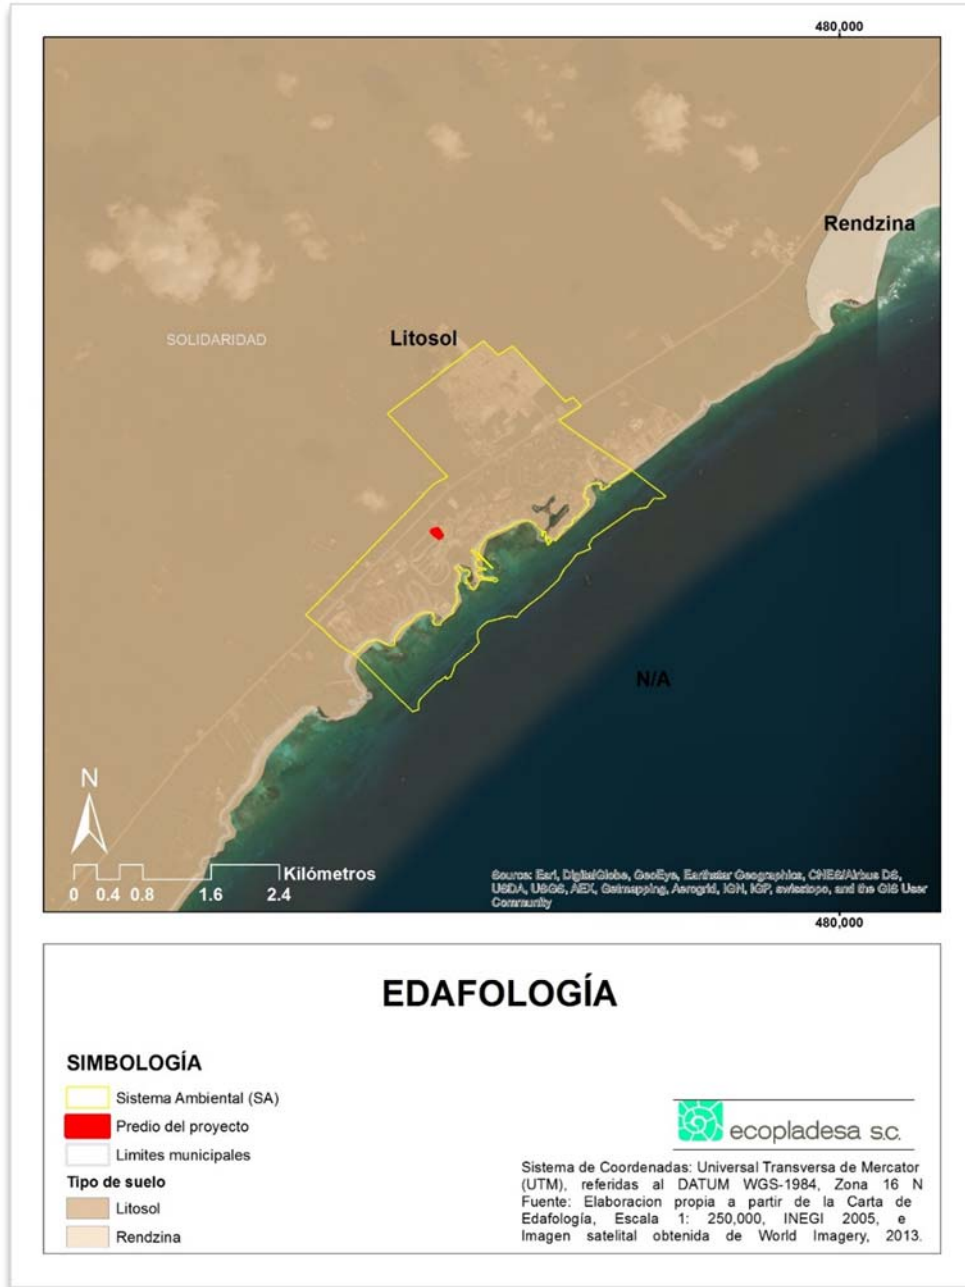 480,000
Rendzina
SOLIDARIDAD
Litosol
N/A
N
Kilómetros
0 0.4 0.8 1.6 2.4
Source: Esri, DigitalGlobe, GeoEye, Earthstar Geographics, CNES/Airbus DS,
USDA, USGS, AEX, Getmapping, Aerogrid, IGN, IGP, swisstopo, and the GIS User
Community
480,000
EDAFOLOGÍA
SIMBOLOGÍA
Sistema Ambiental (SA)
Predio del proyecto
Limites municipales
Tipo de suelo
Litosol
Rendzina
ecopladesa s.c.
Sistema de Coordenadas: Universal Transversa de Mercator
(UTM), referidas al DATUM WGS-1984, Zona 16 N
Fuente: Elaboracion propia a partir de la Carta de
Edafología, Escala 1: 250,000, INEGI 2005, e
Imagen satelital obtenida de World Imagery, 2013.